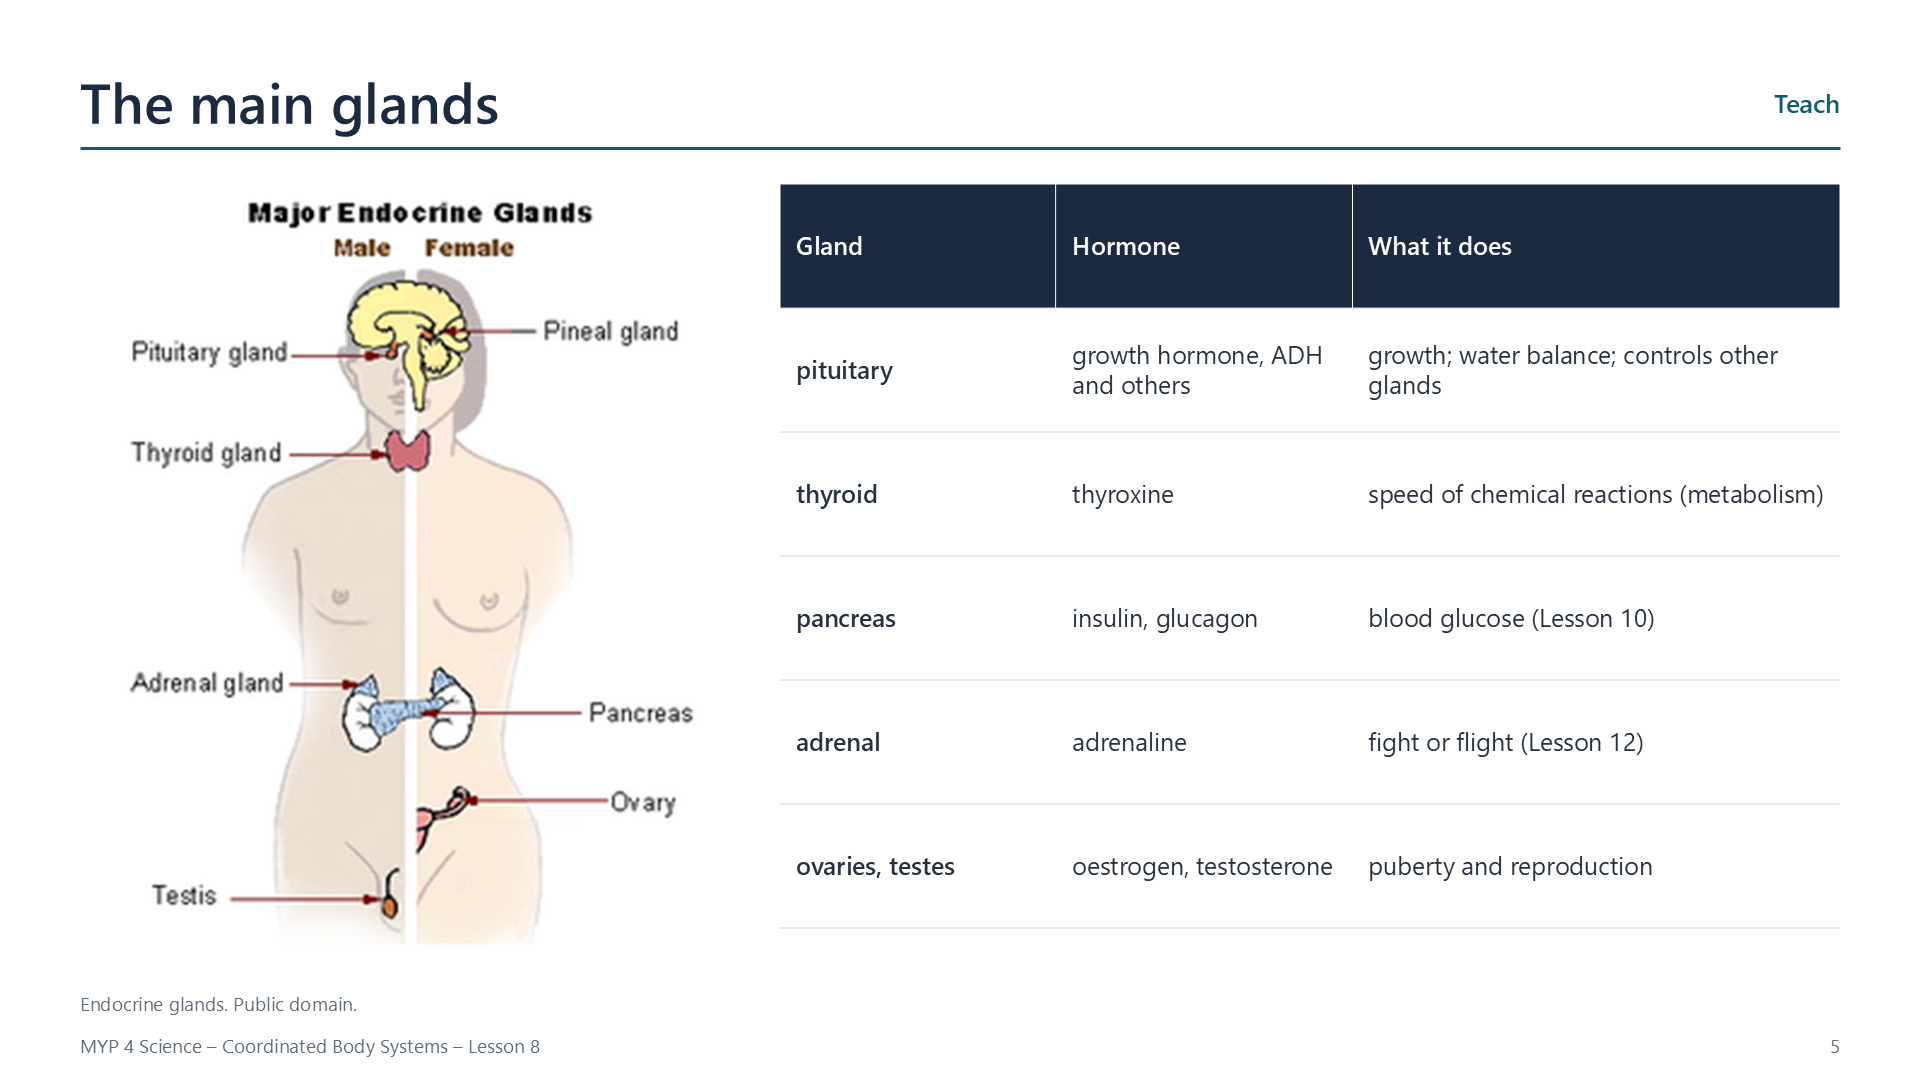 The main glands
Teach
Major Endocrine Glands
Male Female
Pineal gland
Pituitary gland
Thyroid gland
Adrenal gland
Pancreas
Ovary
Testis
Gland Hormone What it does
pituitary growth hormone, ADH and others growth; water balance; controls other glands
thyroid thyroxine speed of chemical reactions (metabolism)
pancreas insulin, glucagon blood glucose (Lesson 10)
adrenal adrenaline fight or flight (Lesson 12)
ovaries, testes oestrogen, testosterone puberty and reproduction
Endocrine glands. Public domain.
MYP 4 Science – Coordinated Body Systems – Lesson 8
5